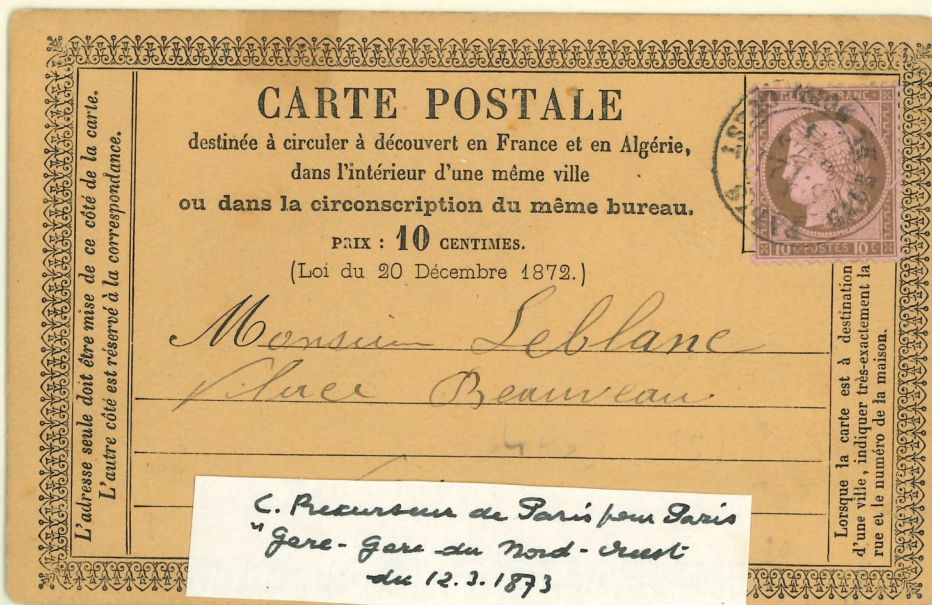 CARTE POSTALE
destinée à circuler à découvert en France et en Algérie,
dans l'intérieur d'une même ville
ou dans la circonscription du même bureau.
PRIX : 10 CENTIMES.
(Loi du 20 Décembre 1872.)
Monsieur Leblanc
Place Beauveau
L'adresse seule doit être mise de ce côté de la carte.
L'autre côté est réservé à la correspondance.
Lorsque la carte est à destination
d'une ville, indiquer très-exactement la
rue et le numéro de la maison.
FRANC
10 C POSTES 10 C
PARIS
C. Precurseur de Paris pour Paris
"Gare - Gare du Nord - Ouest
du 12.3.1873